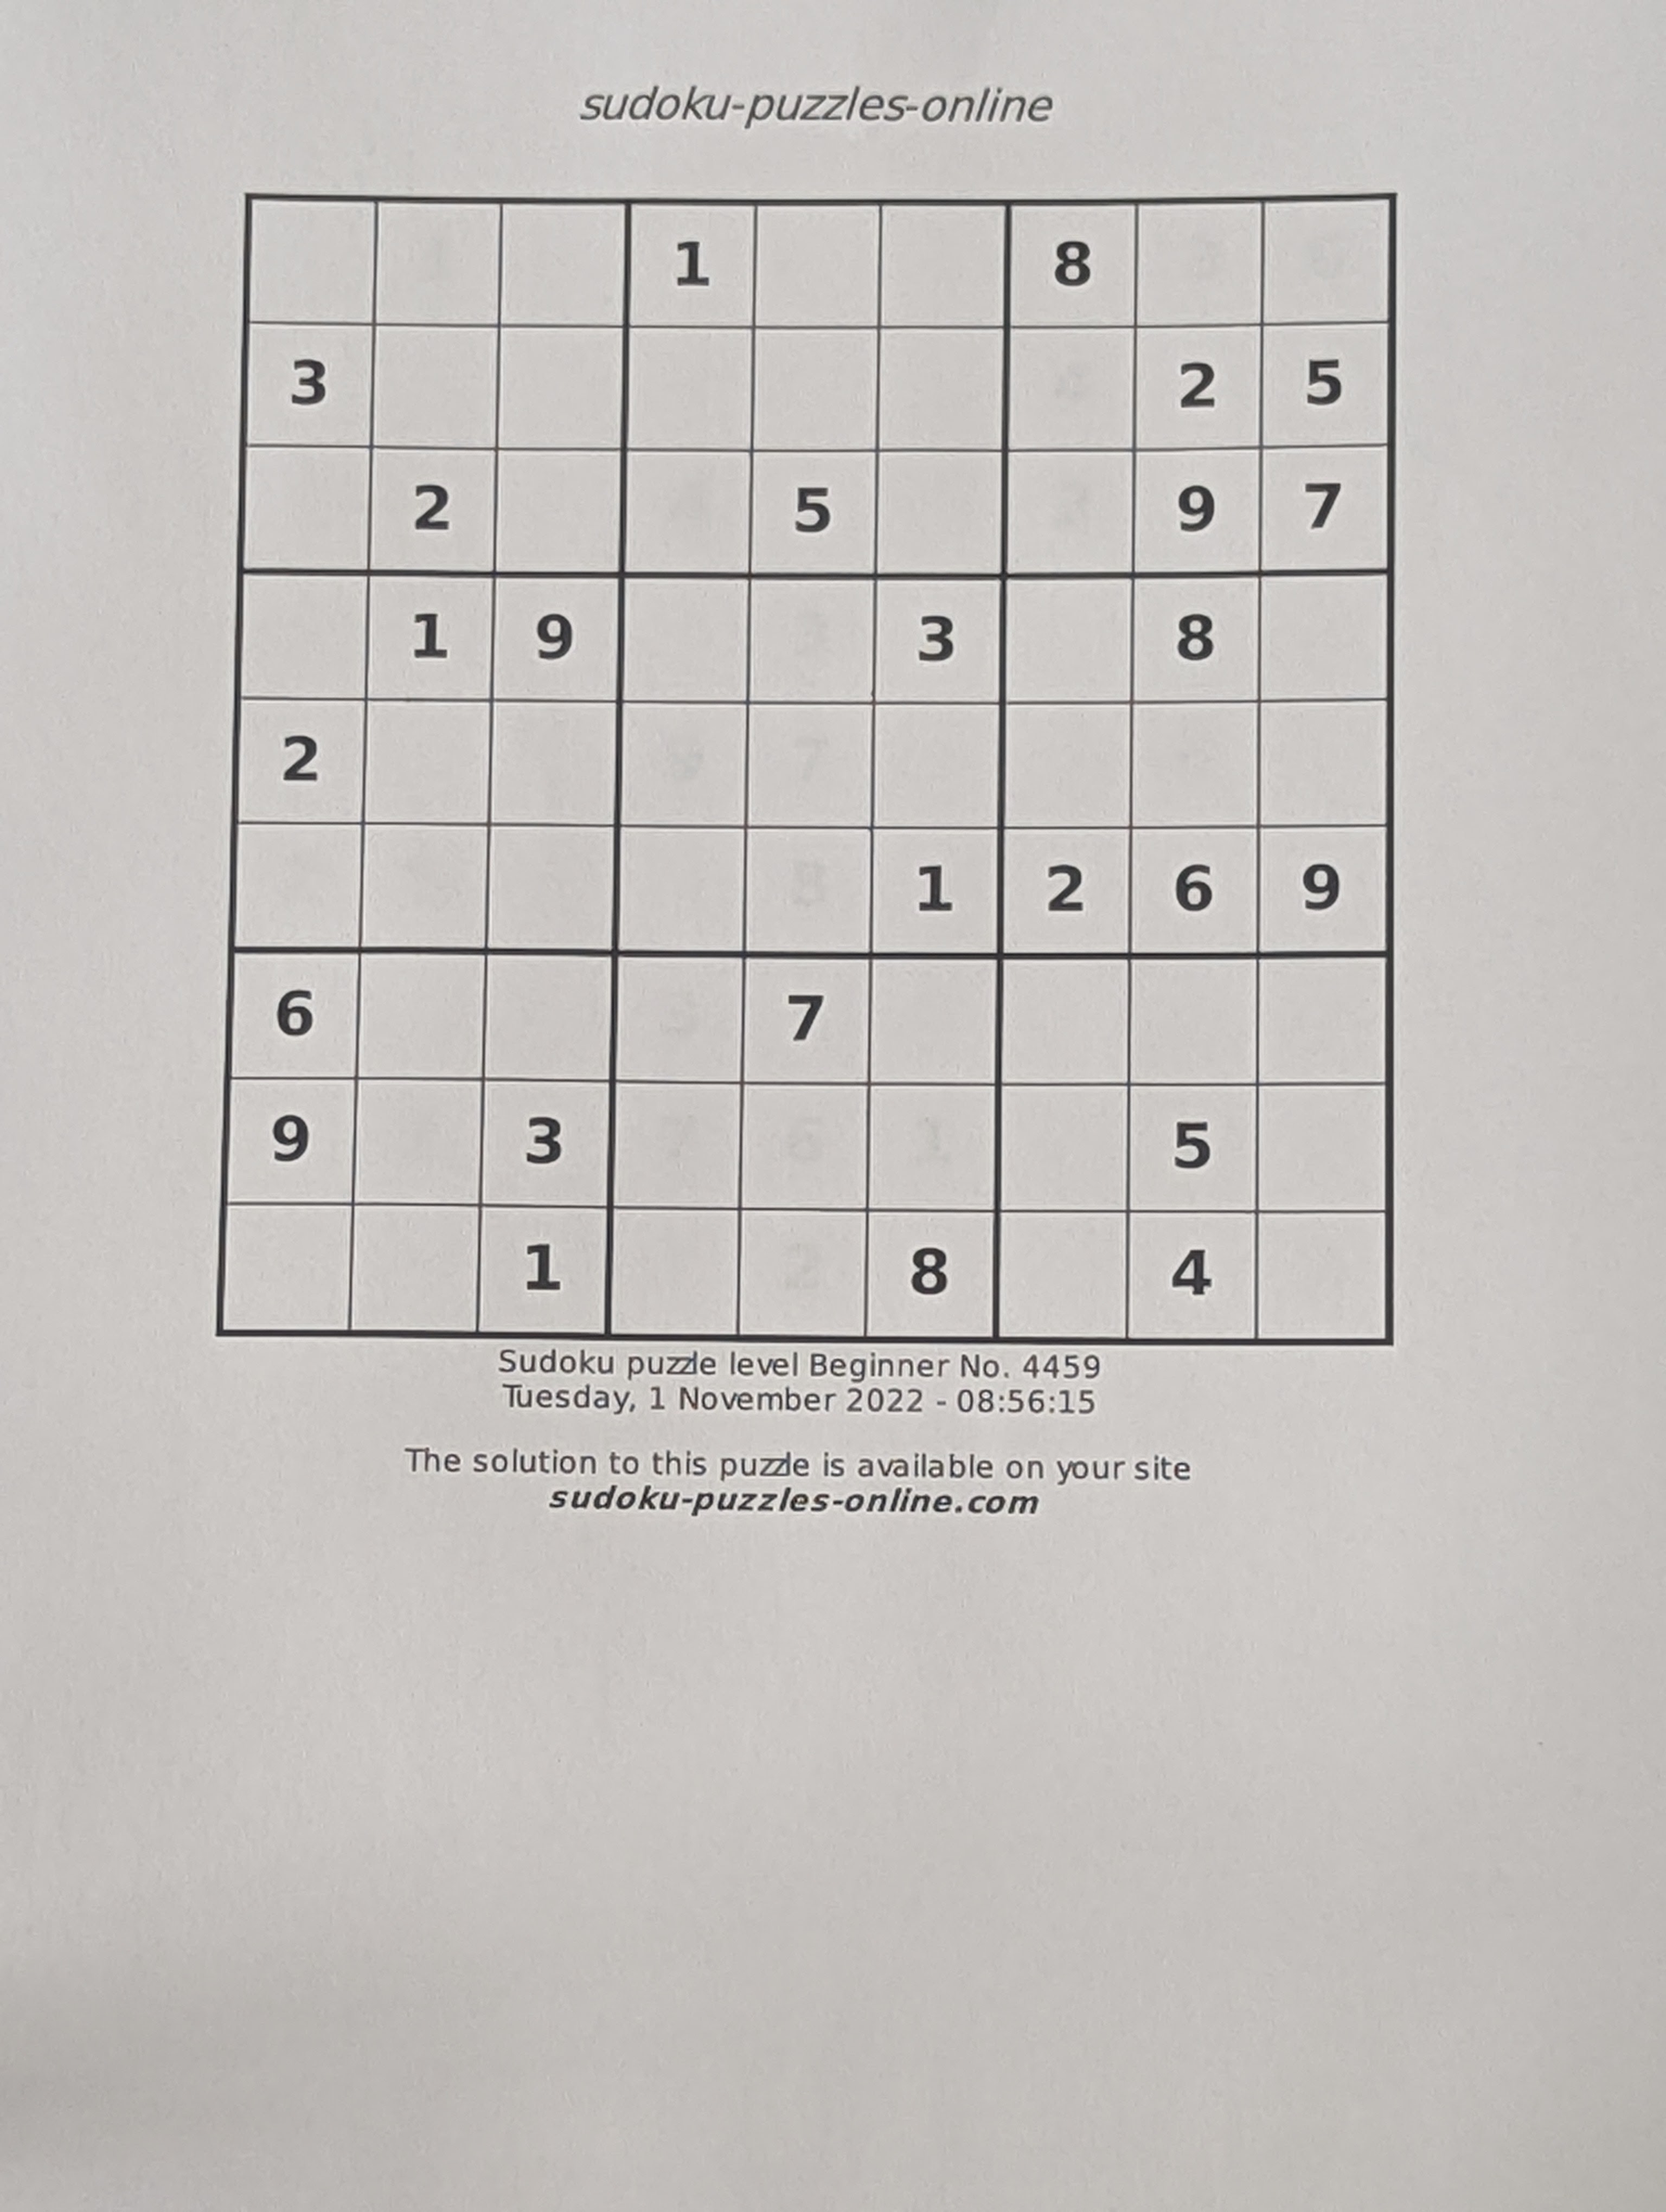 sudoku-puzzles-online
1 8
3 2 5
2 5 9 7
1 9 3 8
2
1 2 6 9
6 7
9 3 5
1 8 4
Sudoku puzzle level Beginner No. 4459
Tuesday, 1 November 2022 - 08:56:15
The solution to this puzzle is available on your site
sudoku-puzzles-online.com